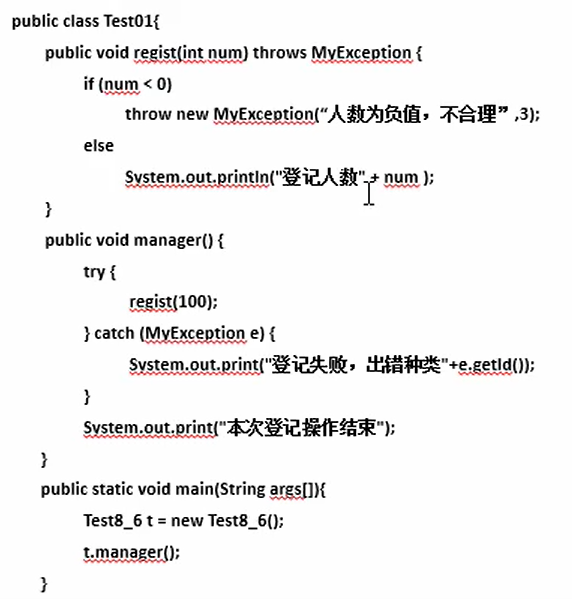 public class Test01{
public void regist(int num) throws MyException {
if (num < 0)
throw new MyException(“人数为负值，不合理”,3);
else
System.out.println("登记人数" + num );
}
public void manager() {
try {
regist(100);
} catch (MyException e) {
System.out.print("登记失败，出错种类"+e.getId());
}
System.out.print("本次登记操作结束");
}
public static void main(String args[]){
Test8_6 t = new Test8_6();
t.manager();
}